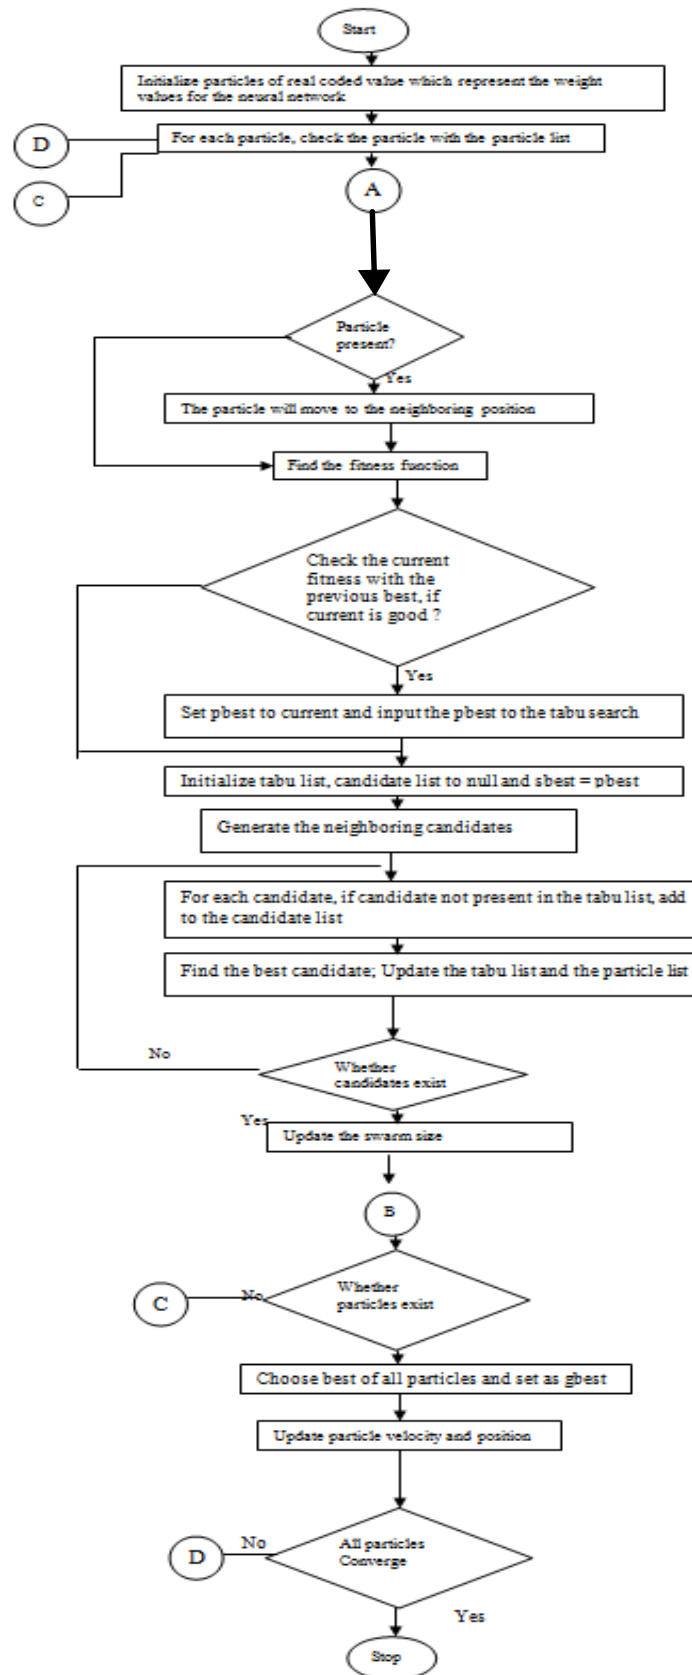 Start
Initialize particles of real coded value which represent the weight
values for the neural network
D
For each particle, check the particle with the particle list
C
A
Particle
present?
Yes
The particle will move to the neighboring position
Find the fitness function
Check the current
fitness with the
previous best, if
current is good ?
Yes
Set pbest to current and input the pbest to the tabu search
Initialize tabu list, candidate list to null and sbest = pbest
Generate the neighboring candidates
For each candidate, if candidate not present in the tabu list, add
to the candidate list
Find the best candidate; Update the tabu list and the particle list
No
Whether
candidates exist
Yes
Update the swarm size
B
C
No
Whether
particles exist
Choose best of all particles and set as gbest
Update particle velocity and position
D
No
All particles
Converge
Yes
Stop